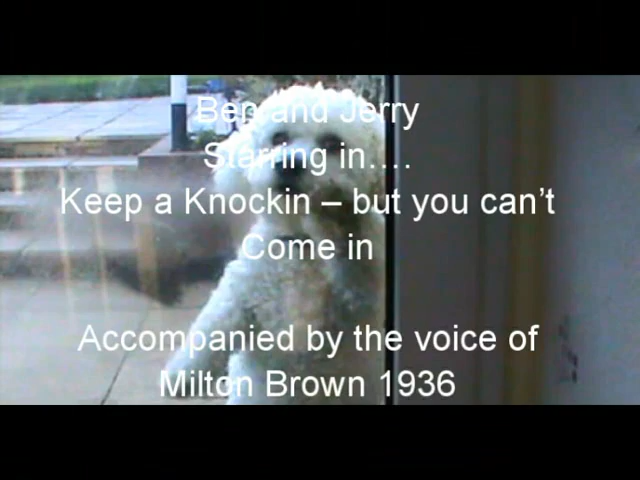 Ben and Jerry
Starring in....
Keep a Knockin – but you can't
Come in
Accompanied by the voice of
Milton Brown 1936